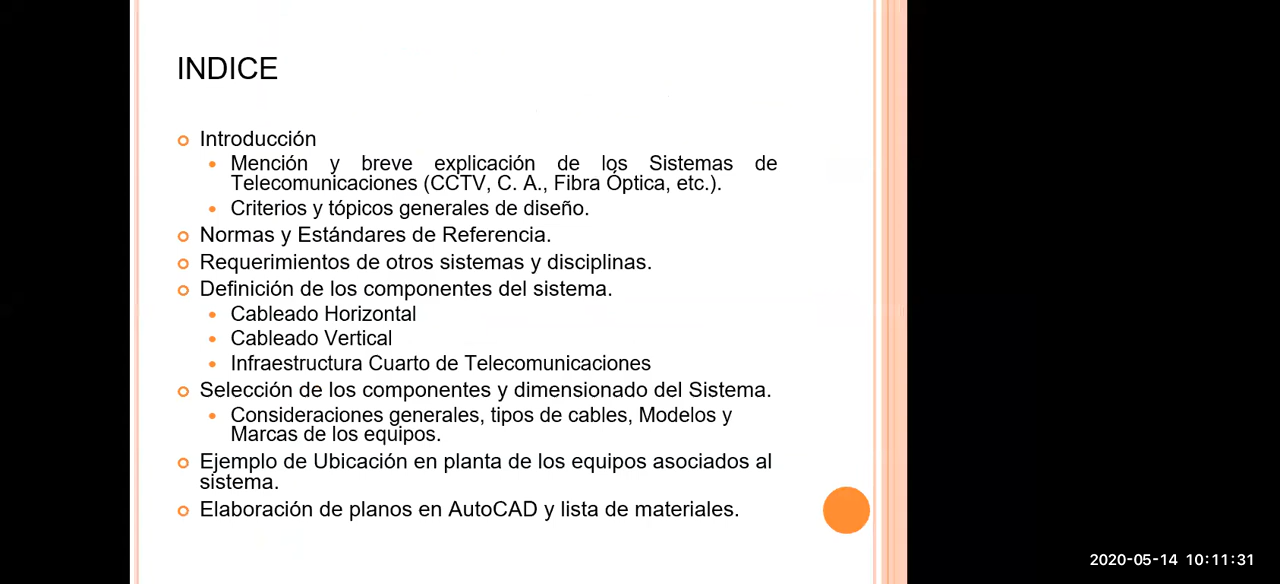 INDICE
Introducción
Mención y breve explicación de los Sistemas de
Telecomunicaciones (CCTV, C. A., Fibra Óptica, etc.).
Criterios y tópicos generales de diseño.
Normas y Estándares de Referencia.
Requerimientos de otros sistemas y disciplinas.
Definición de los componentes del sistema.
Cableado Horizontal
Cableado Vertical
Infraestructura Cuarto de Telecomunicaciones
Selección de los componentes y dimensionado del Sistema.
Consideraciones generales, tipos de cables, Modelos y
Marcas de los equipos.
Ejemplo de Ubicación en planta de los equipos asociados al
sistema.
Elaboración de planos en AutoCAD y lista de materiales.
2020-05-14 10:11:31